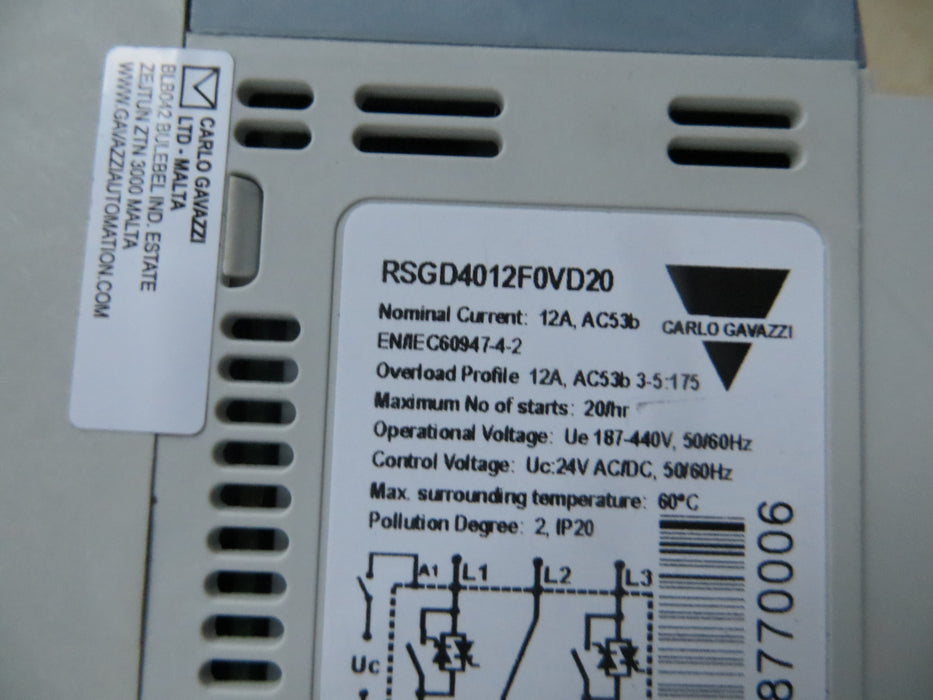 CARLO GAVAZZI
LTD - MALTA
BLB042 BULEBEL IND. ESTATE
ZEJTUN ZTN 3000 MALTA
WWW.GAVAZZIAUTOMATION.COM
RSGD4012F0VD20
Nominal Current: 12A, AC53b
EN/IEC60947-4-2
Overload Profile 12A, AC53b 3-5:175
Maximum No of starts: 20/hr
Operational Voltage: Ue 187-440V, 50/60Hz
Control Voltage: Uc:24V AC/DC, 50/60Hz
Max. surrounding temperature: 60°C
Pollution Degree: 2, IP20
CARLO GAVAZZI
A1 L1 L2 L3
Uc
8770006